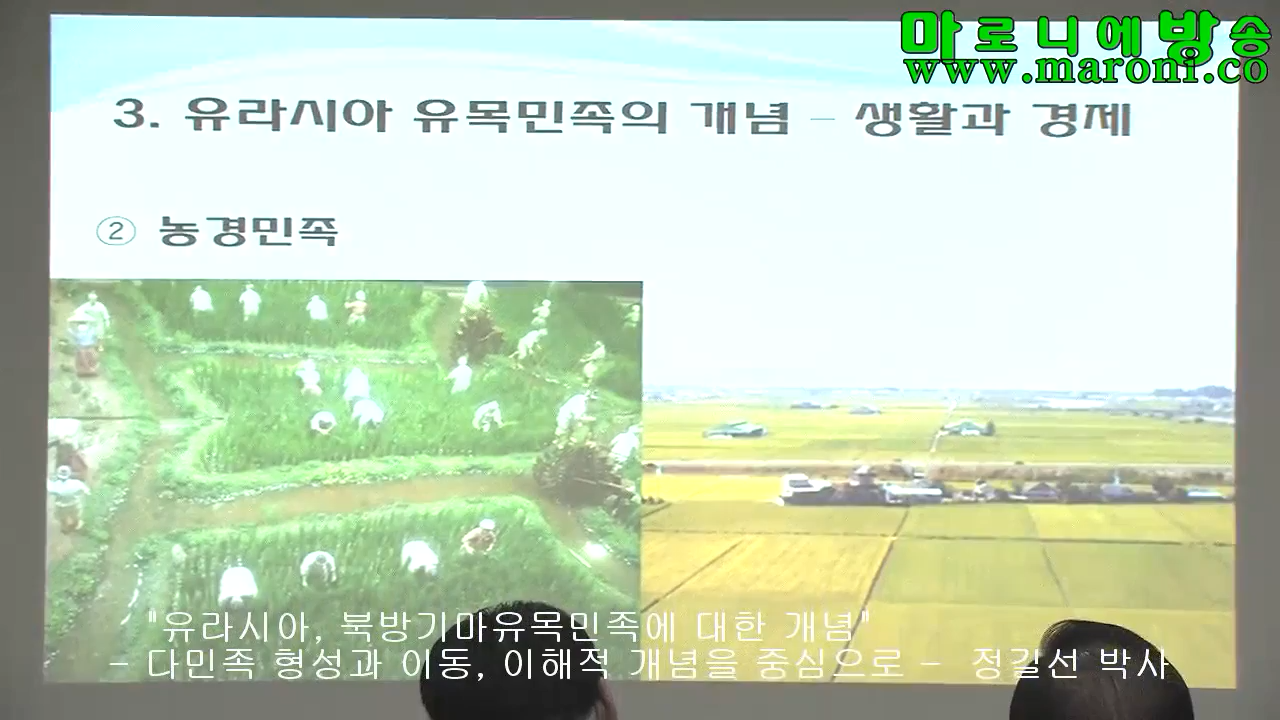 마로니에방송
www.maroni.co
3. 유라시아 유목민족의 개념 – 생활과 경제
② 농경민족
"유라시아, 북방기마유목민족에 대한 개념"
- 다민족 형성과 이동, 이해적 개념을 중심으로 - 정길선 박사